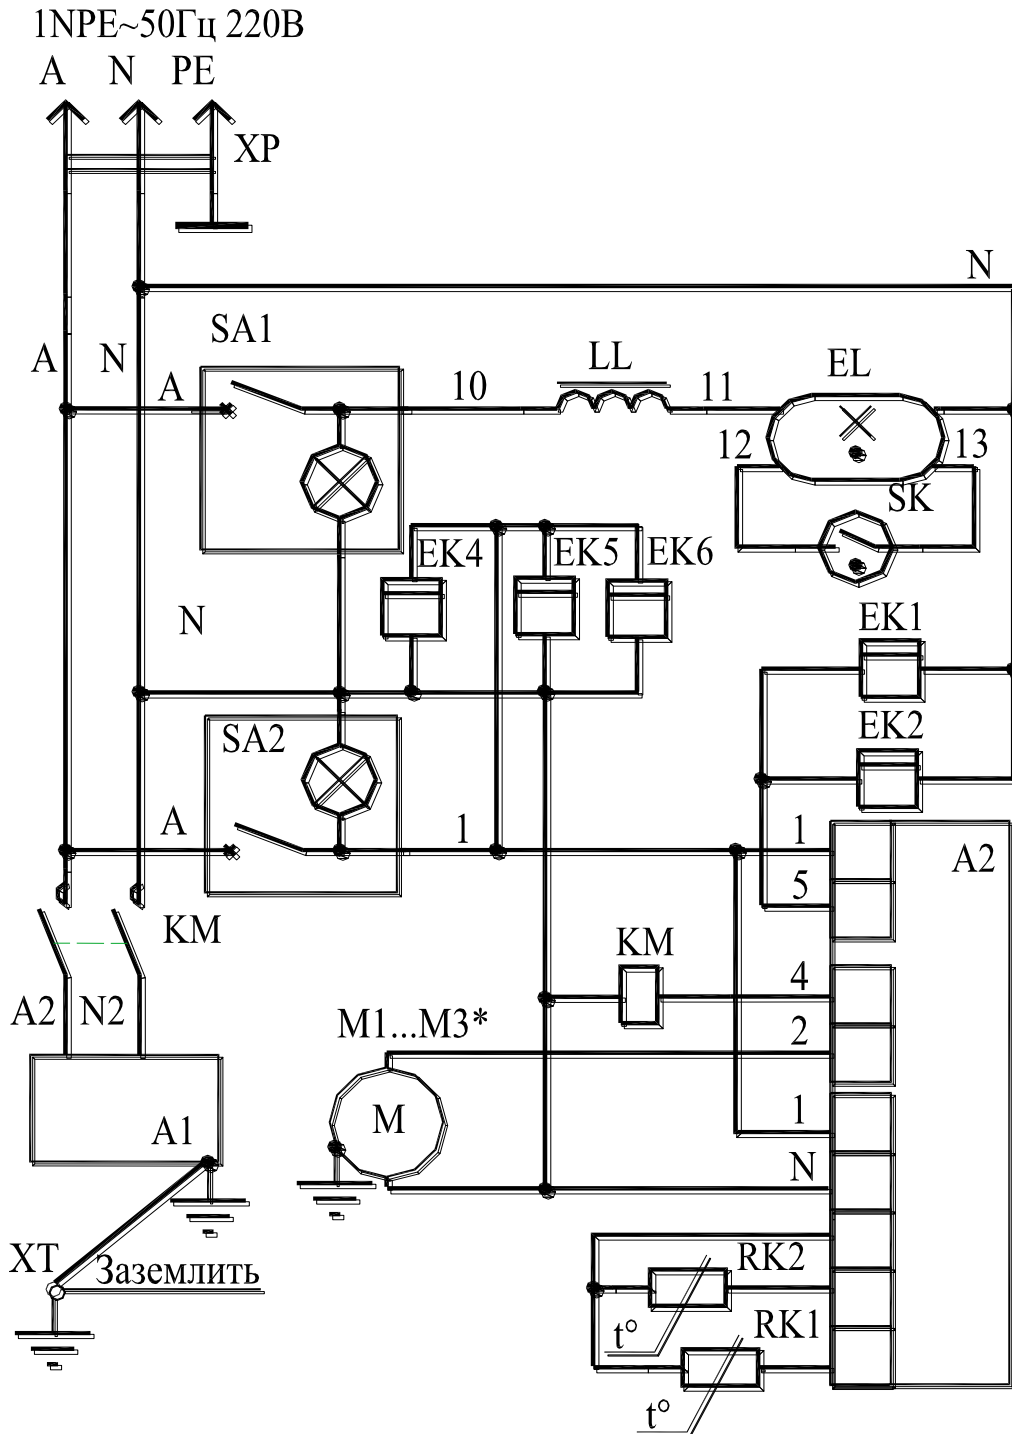 1NPE~50Гц 220В
A N PE
XP
N
SA1
LL
EL
A N A 10 11
12 13
SK
EK4 EK5 EK6
N
EK1
EK2
SA2
A 1 1
A2
5
KM
KM
4
A2 N2
M1...M3*
2
M
A1
1
N
XT
Заземлить
RK2
t°
RK1
t°